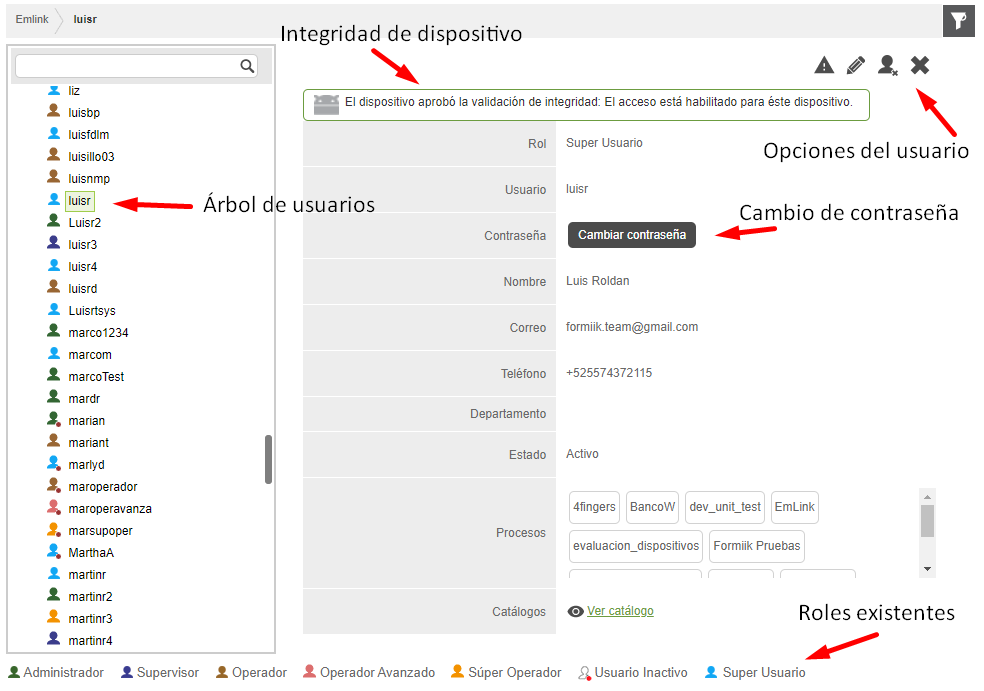 Emlink luisr
Integridad de dispositivo
El dispositivo aprobó la validación de integridad: El acceso está habilitado para éste dispositivo.
Opciones del usuario
liz
luisbp
luisfdlm
luisillo03
luisnmp
luisr
Luisr2
luisr3
luisr4
luisrd
Luisrtsys
marco1234
marcom
marcoTest
mardr
marian
mariant
marlyd
maroperador
maroperavanza
marsupoper
MarthaA
martinr
martinr2
martinr3
martinr4
Árbol de usuarios
Rol Super Usuario
Usuario luisr
Contraseña Cambiar contraseña
Cambio de contraseña
Nombre Luis Roldan
Correo formiik.team@gmail.com
Teléfono +525574372115
Departamento
Estado Activo
Procesos
4fingers BancoW dev_unit_test EmLink
evaluacion_dispositivos Formiik Pruebas
Catálogos Ver catálogo
Roles existentes
Administrador Supervisor Operador Operador Avanzado Súper Operador Usuario Inactivo Super Usuario